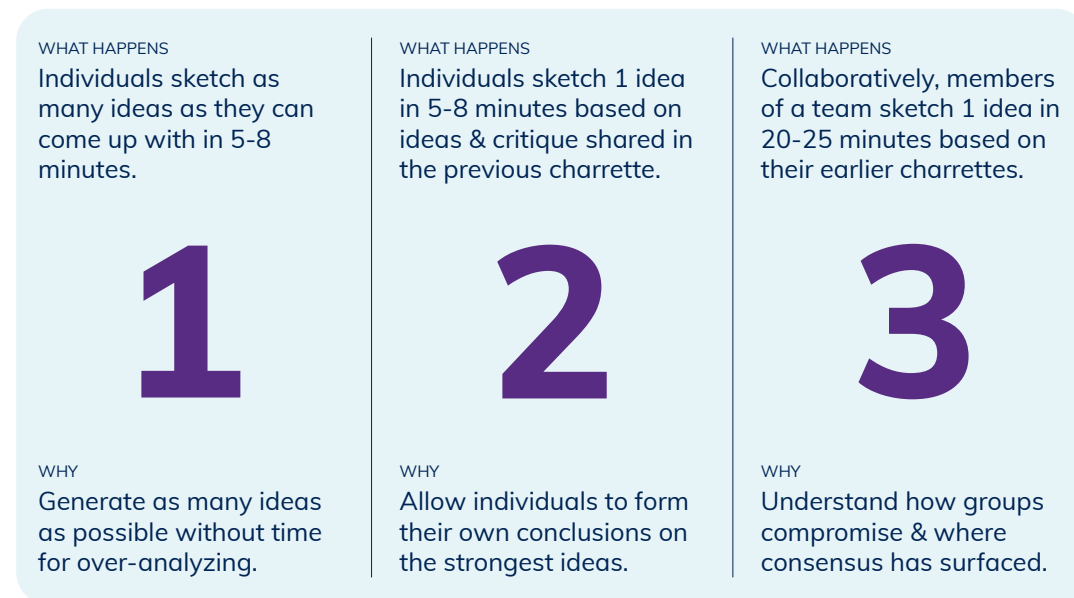 WHAT HAPPENS
Individuals sketch as
many ideas as they can
come up with in 5-8
minutes.
1
WHY
Generate as many ideas
as possible without time
for over-analyzing.
WHAT HAPPENS
Individuals sketch 1 idea
in 5-8 minutes based on
ideas & critique shared in
the previous charrette.
2
WHY
Allow individuals to form
their own conclusions on
the strongest ideas.
WHAT HAPPENS
Collaboratively, members
of a team sketch 1 idea in
20-25 minutes based on
their earlier charrettes.
3
WHY
Understand how groups
compromise & where
consensus has surfaced.